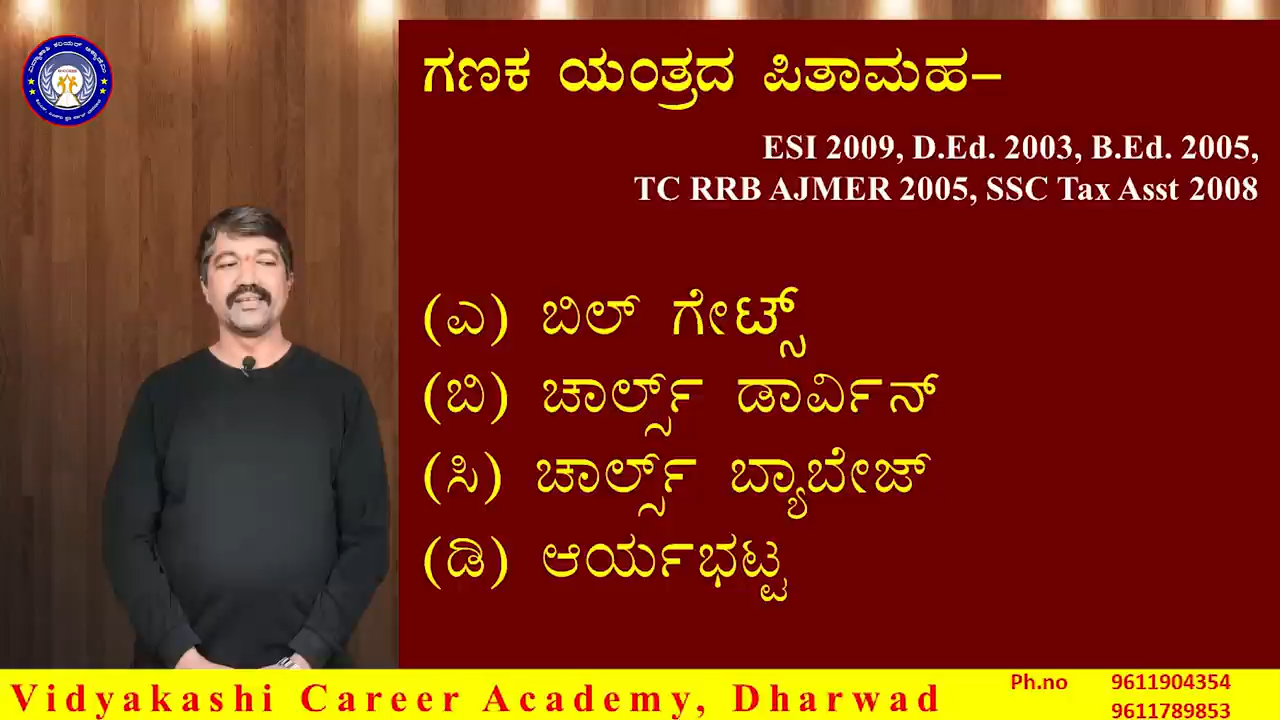 ಗಣಕ ಯಂತ್ರದ ಪಿತಾಮಹ–
ESI 2009, D.Ed. 2003, B.Ed. 2005,
TC RRB AJMER 2005, SSC Tax Asst 2008
(ಎ) ಬಿಲ್ ಗೇಟ್ಸ್
(ಬಿ) ಚಾರ್ಲ್ಸ್ ಡಾರ್ವಿನ್
(ಸಿ) ಚಾರ್ಲ್ಸ್ ಬ್ಯಾಬೇಜ್
(ಡಿ) ಆರ್ಯಭಟ್ಟ
Vidyakashi Career Academy, Dharwad
Ph.no 9611904354
9611789853